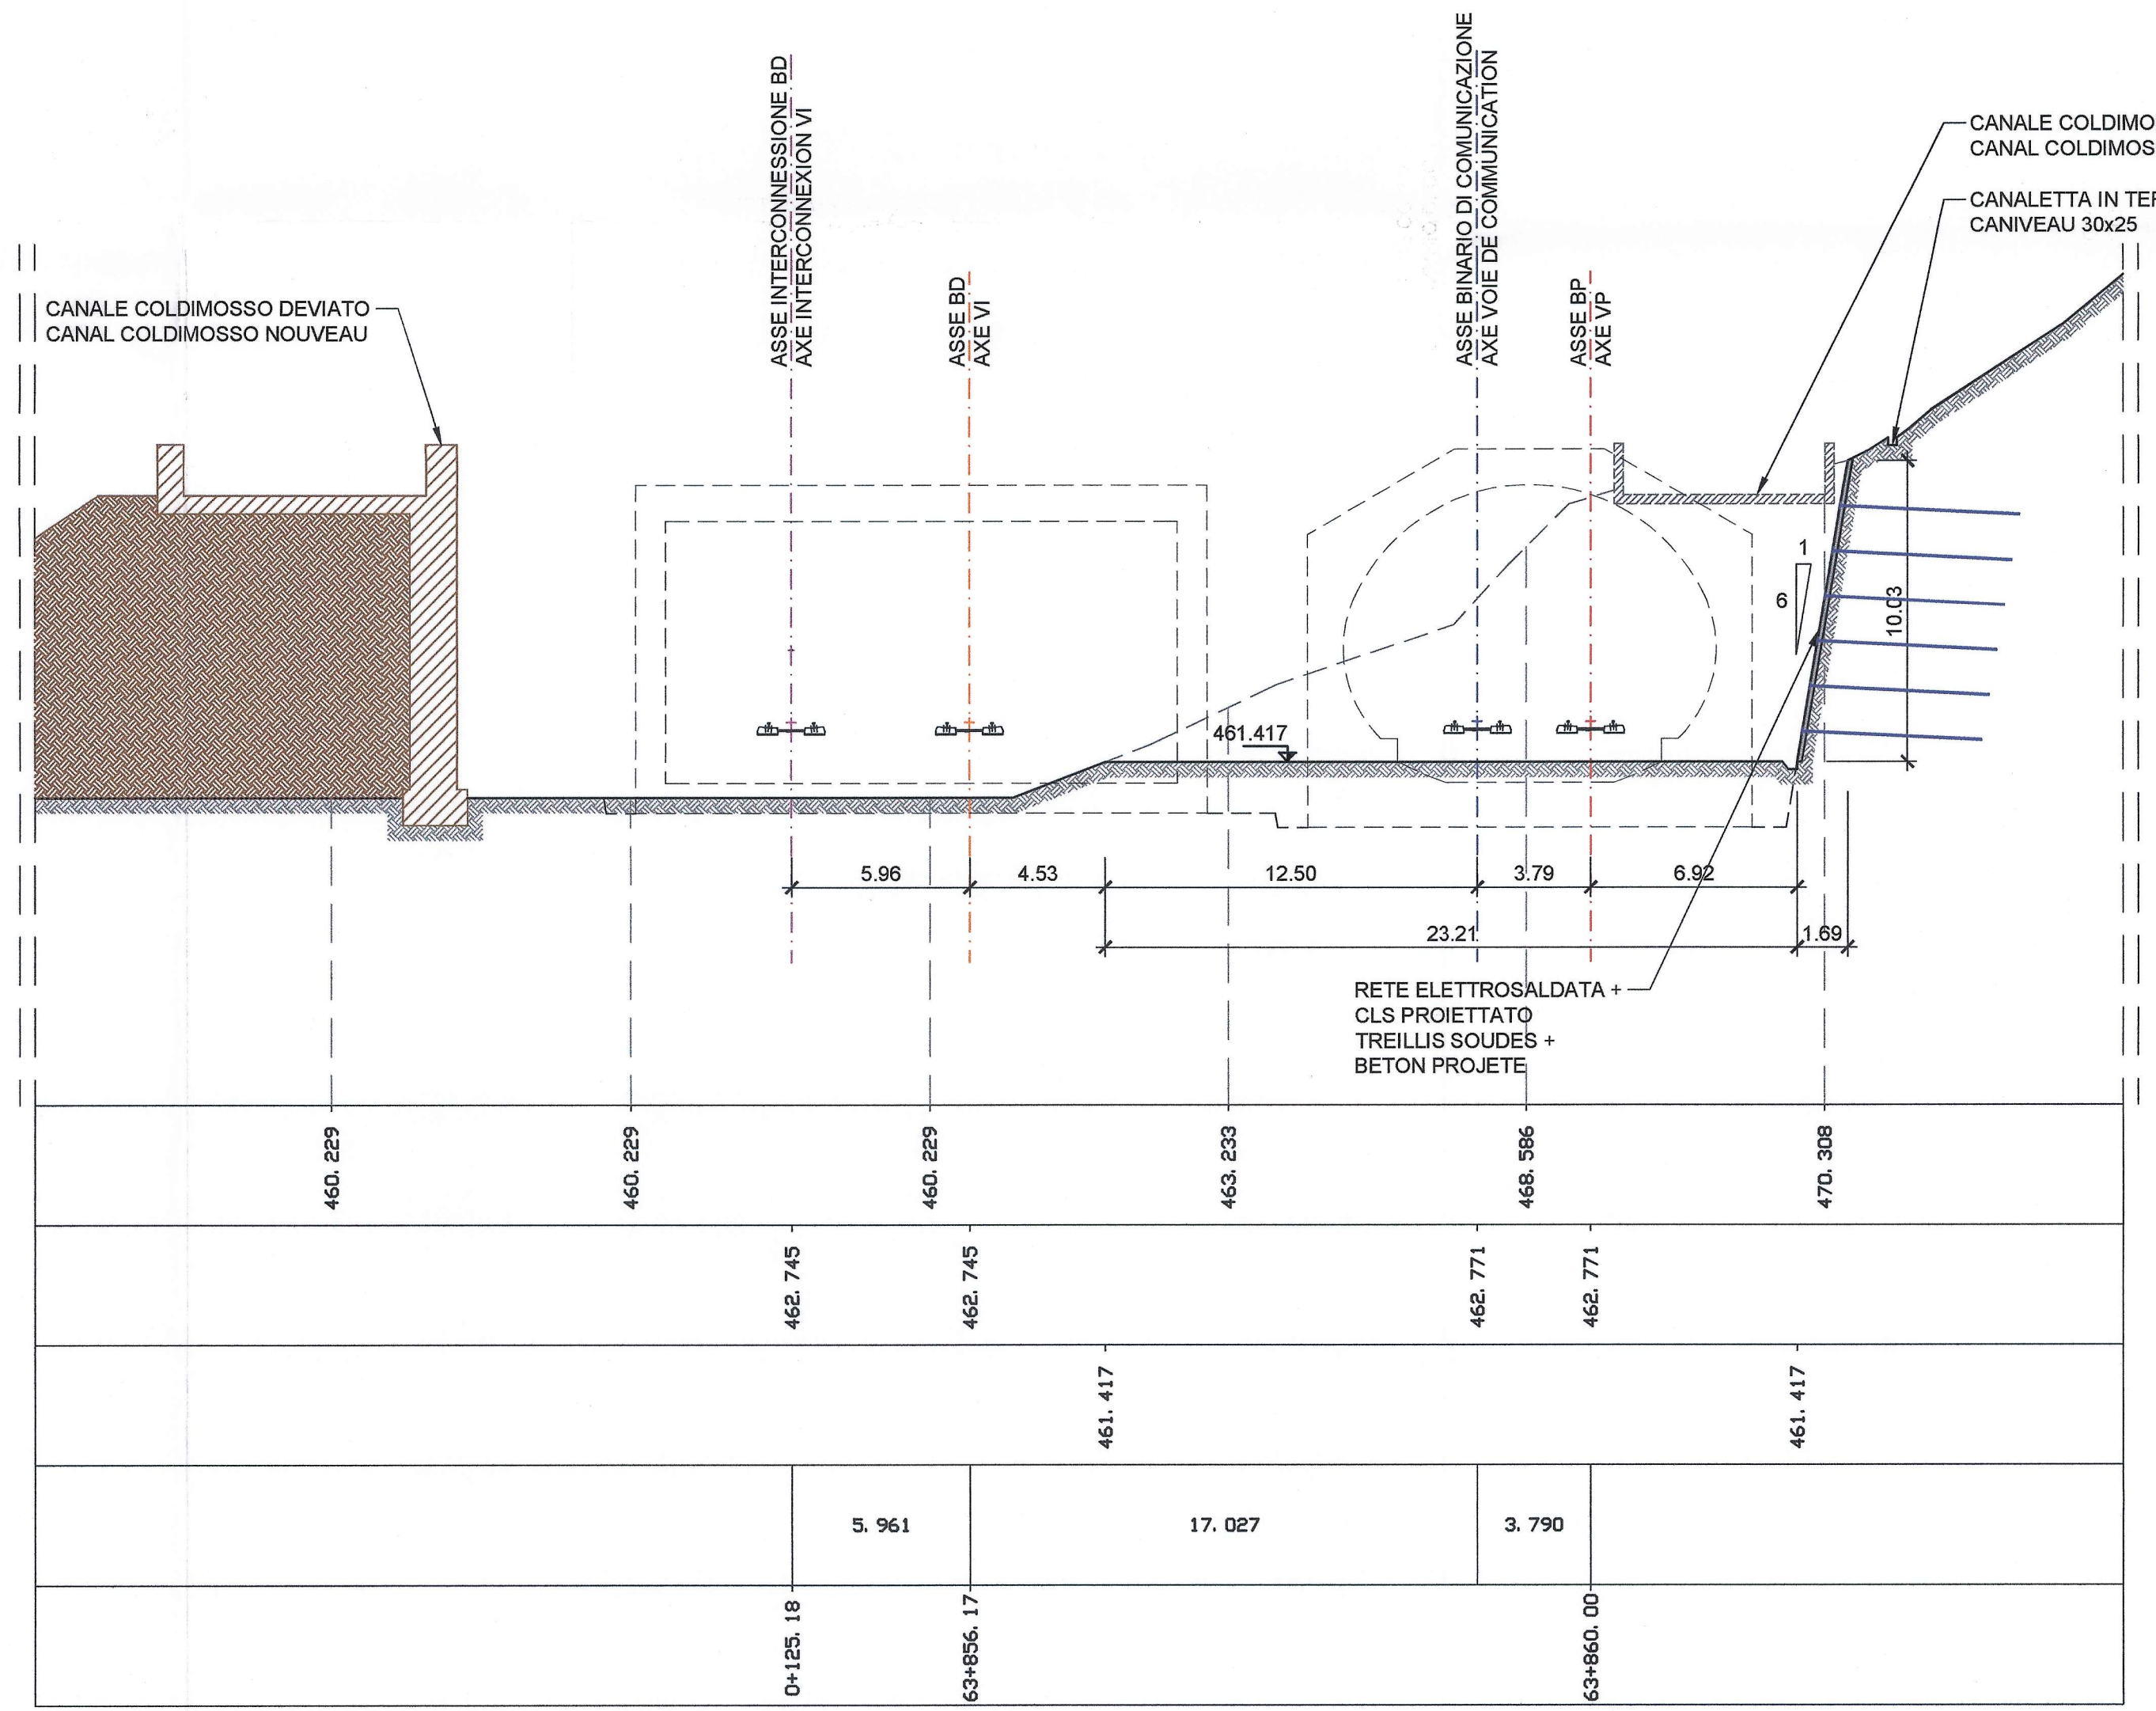 ASSE INTERCONNESSIONE BD
AXE INTERCONNEXION VI
ASSE BD
AXE VI
ASSE BINARIO DI COMUNICAZIONE
AXE VOIE DE COMMUNICATION
ASSE BP
AXE VP
CANALE COLDIMO
CANAL COLDIMOS
CANALETTA IN TER
CANIVEAU 30x25
CANALE COLDIMOSSO DEVIATO
CANAL COLDIMOSSO NOUVEAU
1
6
10.03
461.417
5.96 4.53 12.50 3.79 6.92
23.21 1.69
RETE ELETTROSALDATA +
CLS PROIETTATO
TREILLIS SOUDES +
BETON PROJETE
460.229 460.229 460.229 463.233 468.586 470.308
462.745 462.745 462.771 462.771
461.417 461.417
5.961 17.027 3.790
0+125.18 63+856.17 63+860.00